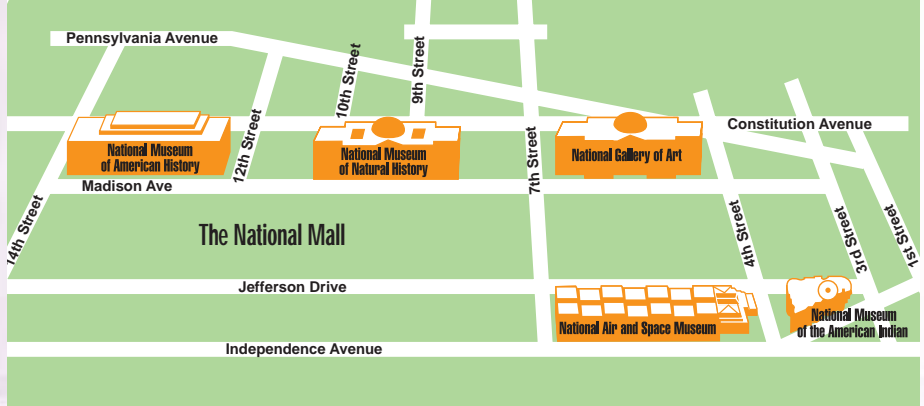 Pennsylvania Avenue
10th Street
9th Street
12th Street
Constitution Avenue
National Museum
of American History
National Museum
of Natural History
National Gallery of Art
7th Street
Madison Ave
14th Street
The National Mall
4th Street
3rd Street
1st Street
Jefferson Drive
National Air and Space Museum
National Museum
of the American Indian
Independence Avenue